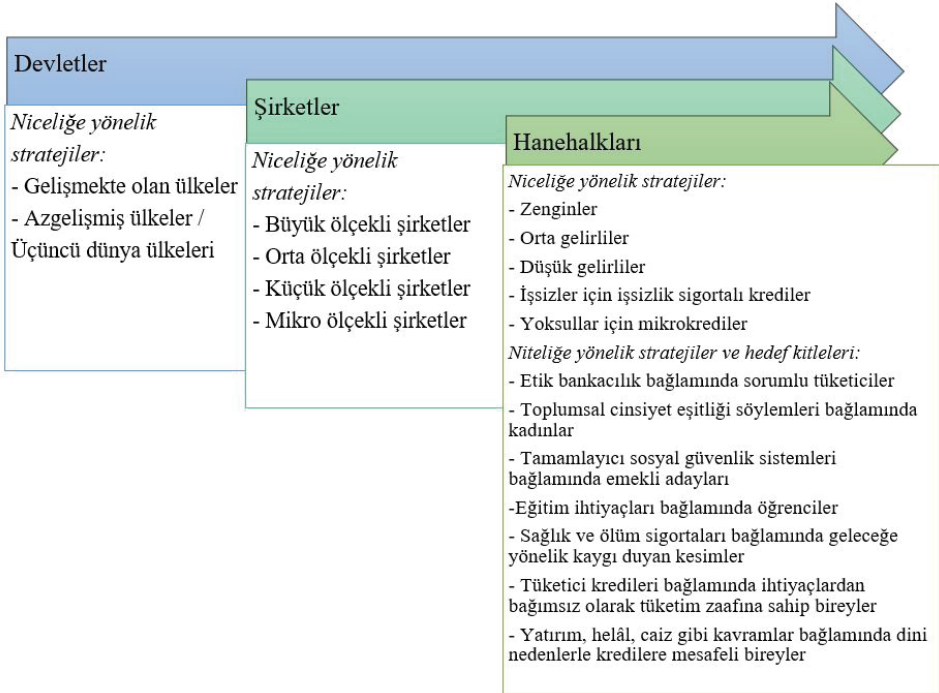 Devletler
Niceliğe yönelik
stratejiler:
- Gelişmekte olan ülkeler
- Azgelişmiş ülkeler /
Üçüncü dünya ülkeleri
Şirketler
Niceliğe yönelik
stratejiler:
- Büyük ölçekli şirketler
- Orta ölçekli şirketler
- Küçük ölçekli şirketler
- Mikro ölçekli şirketler
Hanehalkları
Niceliğe yönelik stratejiler:
- Zenginler
- Orta gelirliler
- Düşük gelirliler
- İşsizler için işsizlik sigortalı krediler
- Yoksullar için mikrokrediler
Niteliğe yönelik stratejiler ve hedef kitleleri:
- Etik bankacılık bağlamında sorumlu tüketiciler
- Toplumsal cinsiyet eşitliği söylemleri bağlamında
kadınlar
- Tamamlayıcı sosyal güvenlik sistemleri
bağlamında emekli adayları
-Eğitim ihtiyaçları bağlamında öğrenciler
- Sağlık ve ölüm sigortaları bağlamında geleceğe
yönelik kaygı duyan kesimler
- Tüketici kredileri bağlamında ihtiyaçlardan
bağımsız olarak tüketim zaafına sahip bireyler
- Yatırım, helâl, caiz gibi kavramlar bağlamında dini
nedenlerle kredilere mesafeli bireyler